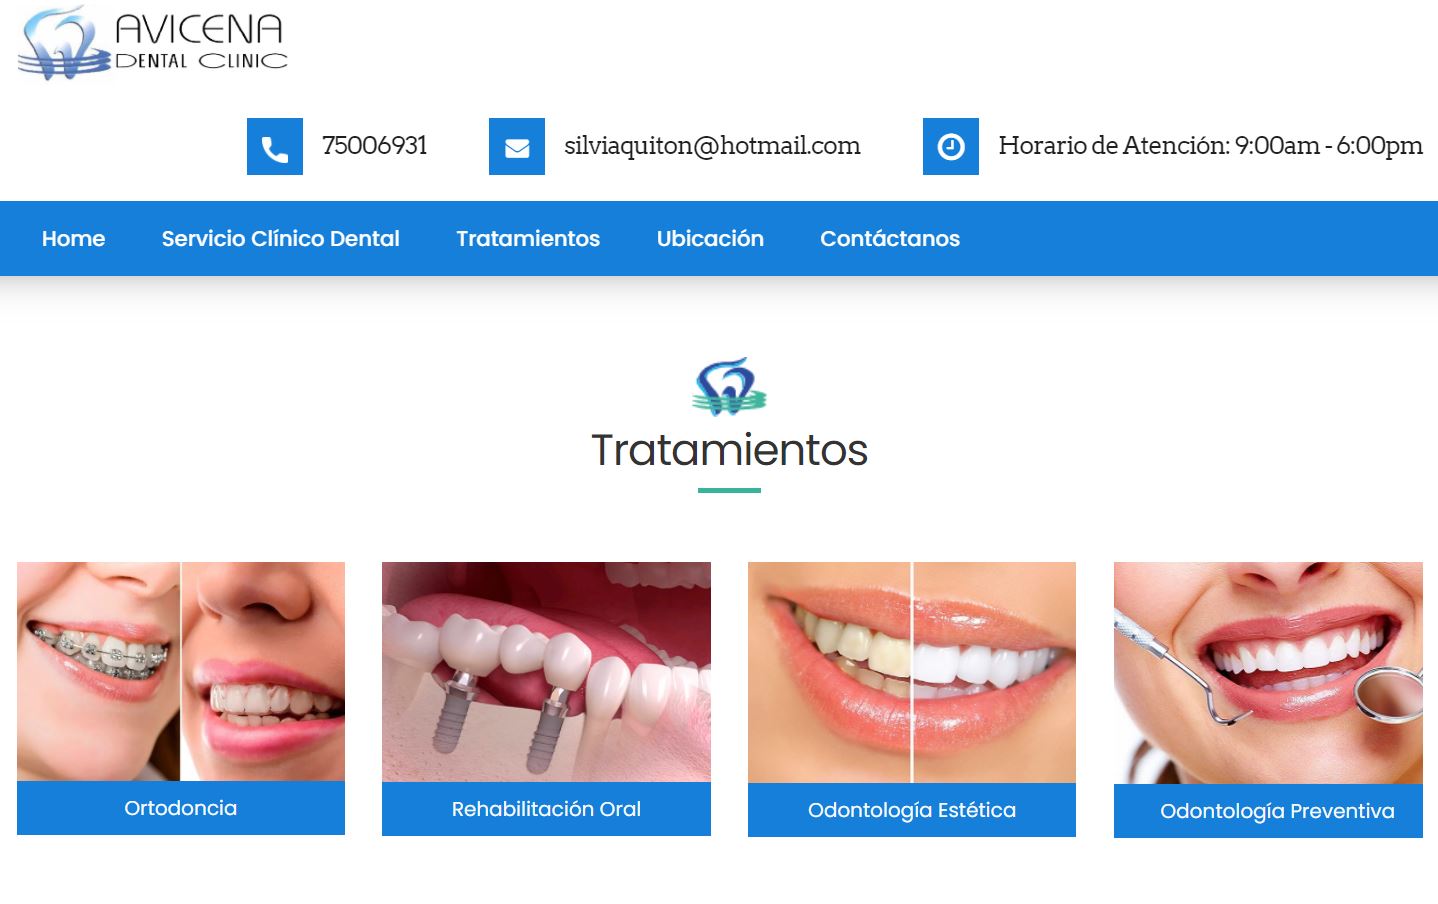 AVICENA
DENTAL CLINIC
75006931
silviaquiton@hotmail.com
Horario de Atención: 9:00am - 6:00pm
Home
Servicio Clínico Dental
Tratamientos
Ubicación
Contáctanos
Tratamientos
Ortodoncia
Rehabilitación Oral
Odontología Estética
Odontología Preventiva